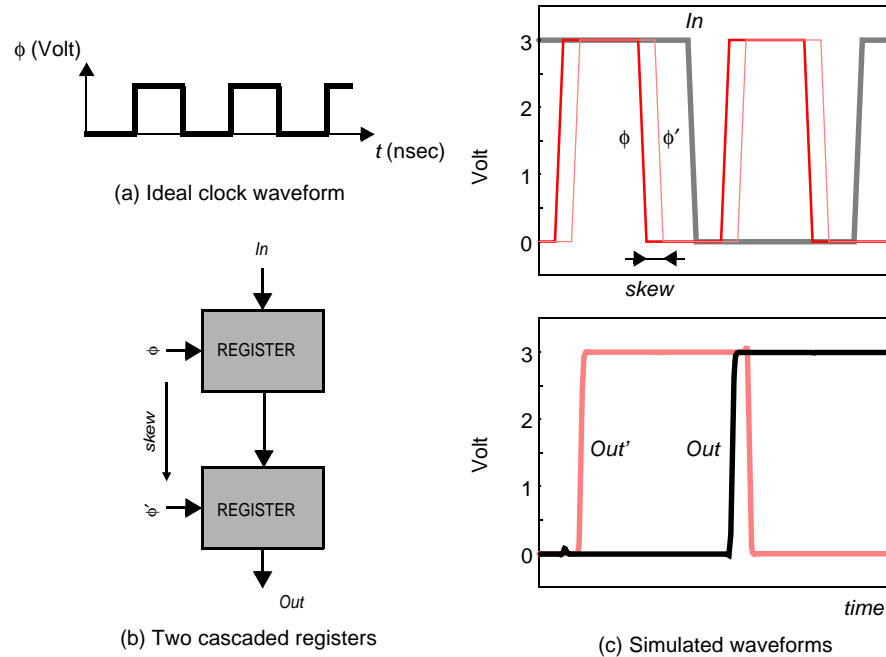 ϕ (Volt)
t (nsec)
(a) Ideal clock waveform
In
ϕ
REGISTER
skew
ϕ′
REGISTER
Out
(b) Two cascaded registers
In
3
2
1
0
Volt
ϕ
ϕ′
skew
3
2
1
0
Volt
Out’
Out
time
(c) Simulated waveforms